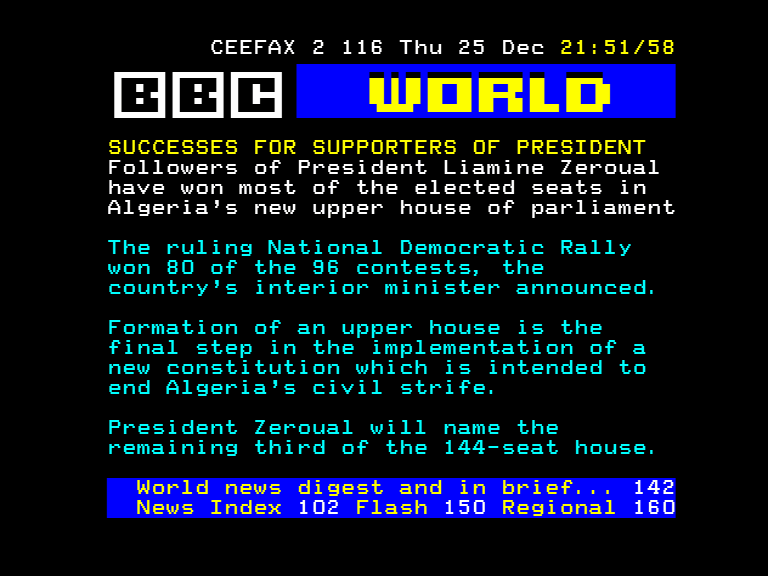 CEEFAX 2 116 Thu 25 Dec 21:51/58
BBC WORLD
SUCCESSES FOR SUPPORTERS OF PRESIDENT
Followers of President Liamine Zeroual
have won most of the elected seats in
Algeria's new upper house of parliament
The ruling National Democratic Rally
won 80 of the 96 contests, the
country's interior minister announced.
Formation of an upper house is the
final step in the implementation of a
new constitution which is intended to
end Algeria's civil strife.
President Zeroual will name the
remaining third of the 144-seat house.
World news digest and in brief... 142
News Index 102 Flash 150 Regional 160